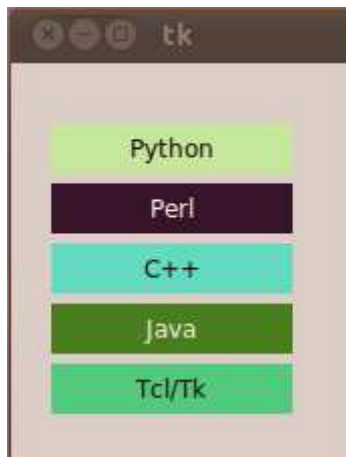 tk
Python
Perl
C++
Java
Tcl/Tk